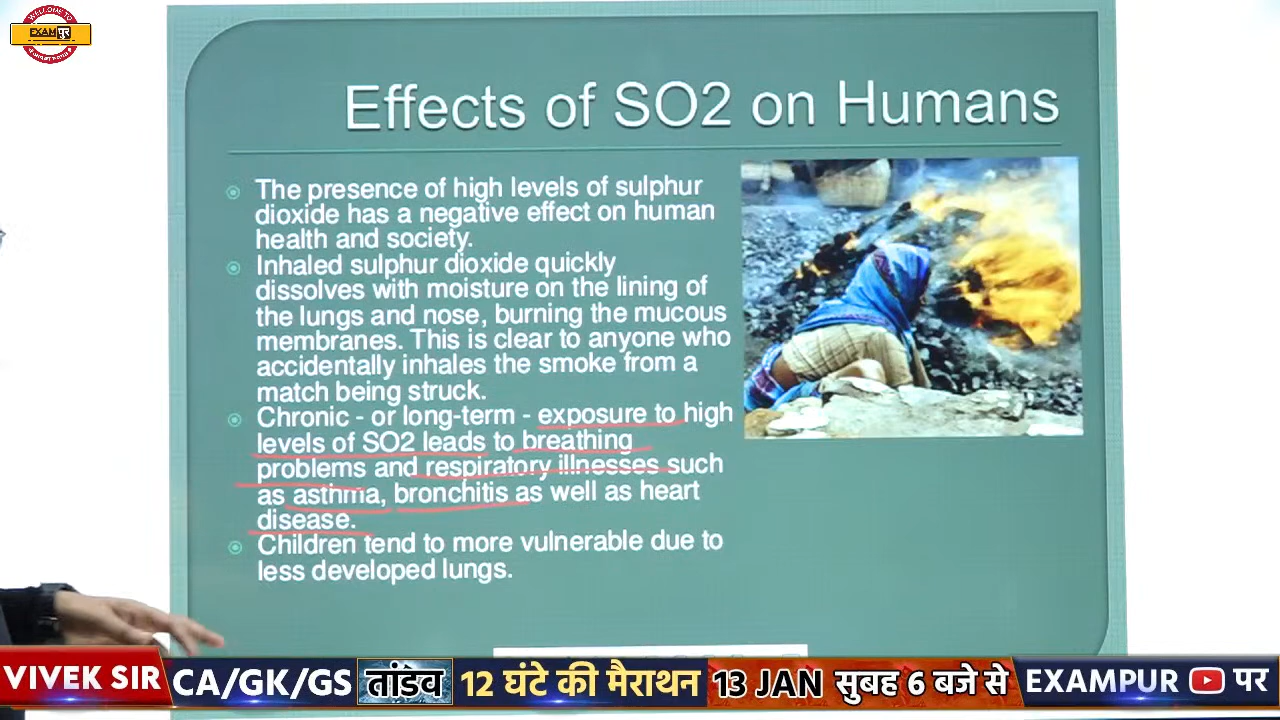 WELCOME TO
EXAM पुर
Effects of SO2 on Humans
The presence of high levels of sulphur
dioxide has a negative effect on human
health and society.
Inhaled sulphur dioxide quickly
dissolves with moisture on the lining of
the lungs and nose, burning the mucous
membranes. This is clear to anyone who
accidentally inhales the smoke from a
match being struck.
Chronic - or long-term - exposure to high
levels of SO2 leads to breathing
problems and respiratory illnesses such
as asthma, bronchitis as well as heart
disease.
Children tend to more vulnerable due to
less developed lungs.
VIVEK SIR CA/GK/GS तांडव 12 घंटे की मैराथन 13 JAN सुबह 6 बजे से EXAMPUR पर